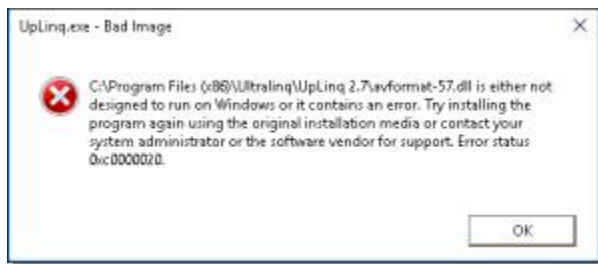 UpLinq.exe - Bad Image
C:\Program Files (x86)\Ultralinq\UpLinq 2.7\avformat-57.dll is either not
designed to run on Windows or it contains an error. Try installing the
program again using the original installation media or contact your
system administrator or the software vendor for support. Error status
0xc0000020.
OK